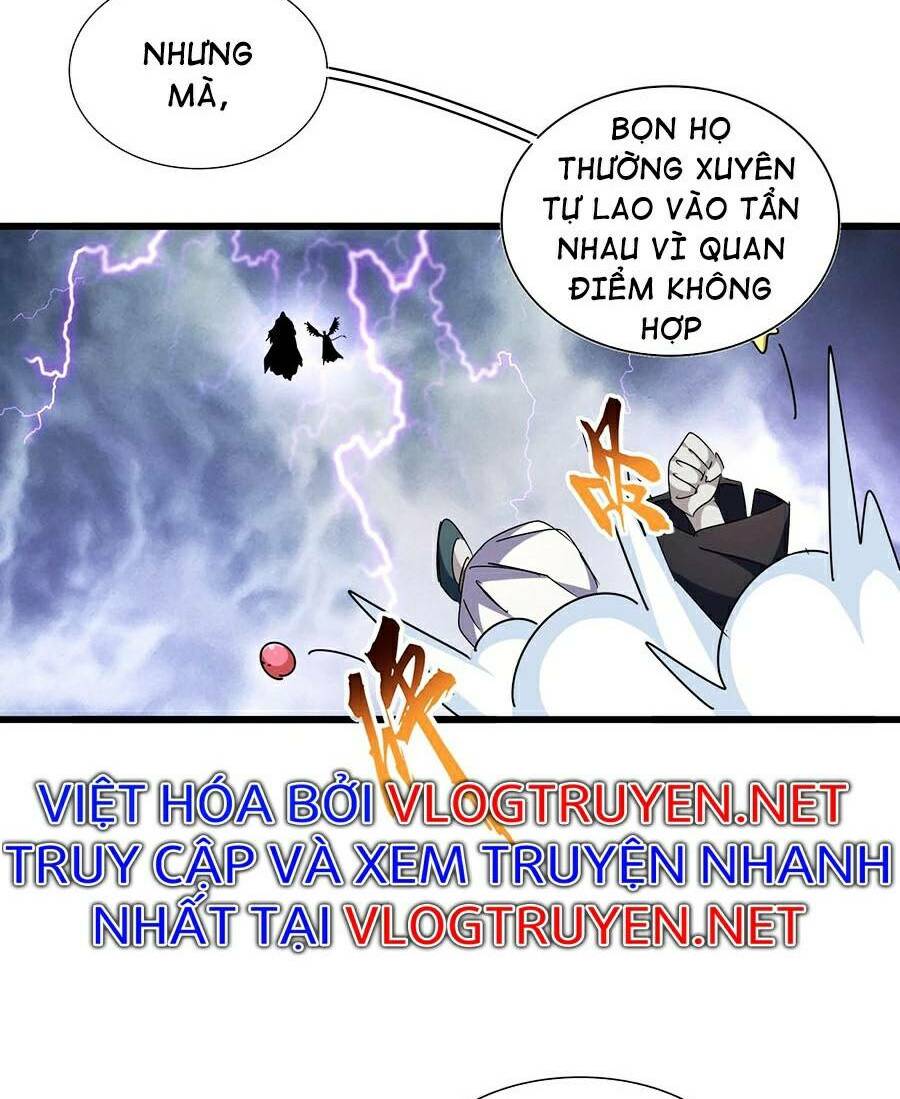 NHƯNG
MÀ,
BỌN HỌ
THƯỜNG XUYÊN
TỰ LAO VÀO TẨN
NHAU VÌ QUAN
ĐIỂM KHÔNG
HỢP
VIỆT HÓA BỞI VLOGTRUYEN.NET
TRUY CẬP VÀ XEM TRUYỆN NHANH
NHẤT TẠI VLOGTRUYEN.NET